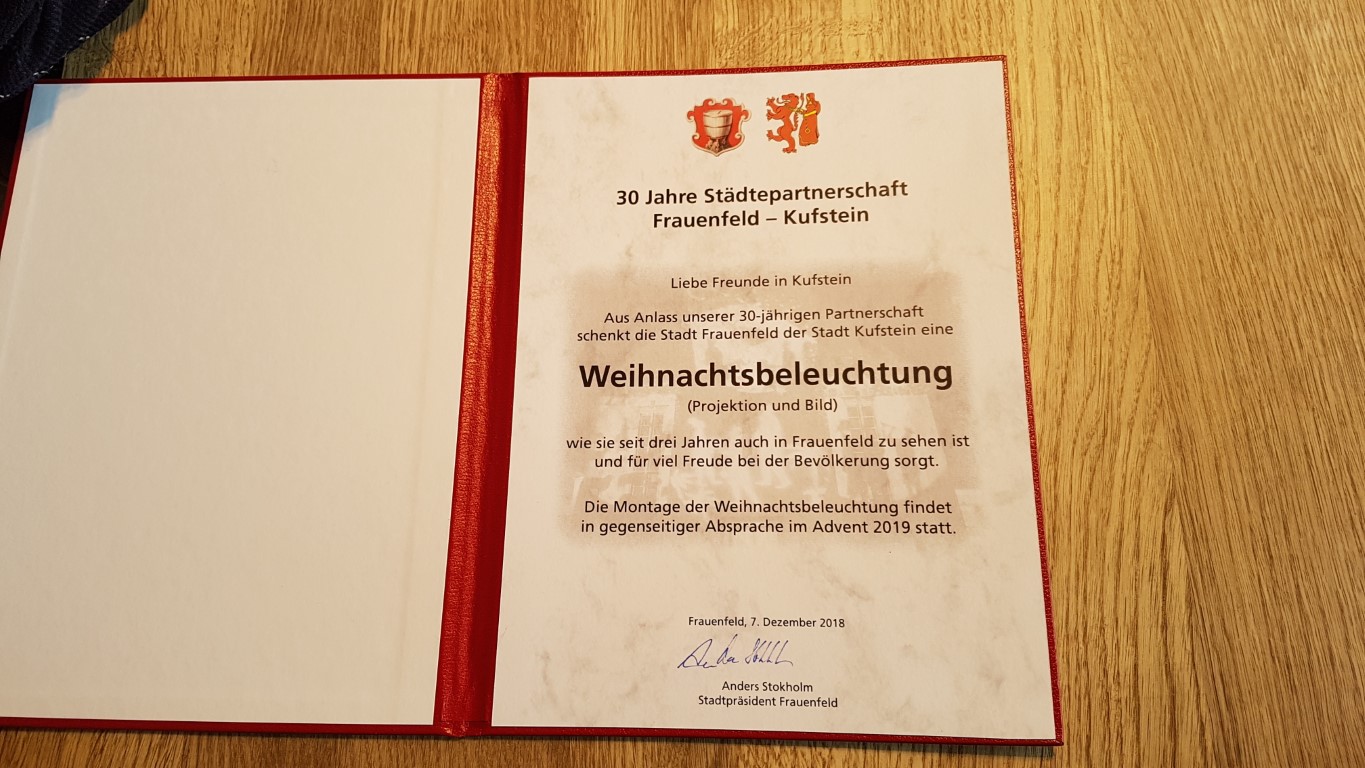 30 Jahre Städtepartnerschaft
Frauenfeld – Kufstein
Liebe Freunde in Kufstein
Aus Anlass unserer 30-jährigen Partnerschaft
schenkt die Stadt Frauenfeld der Stadt Kufstein eine
Weihnachtsbeleuchtung
(Projektion und Bild)
wie sie seit drei Jahren auch in Frauenfeld zu sehen ist
und für viel Freude bei der Bevölkerung sorgt.
Die Montage der Weihnachtsbeleuchtung findet
in gegenseitiger Absprache im Advent 2019 statt.
Frauenfeld, 7. Dezember 2018
Anders Stokholm
Stadtpräsident Frauenfeld